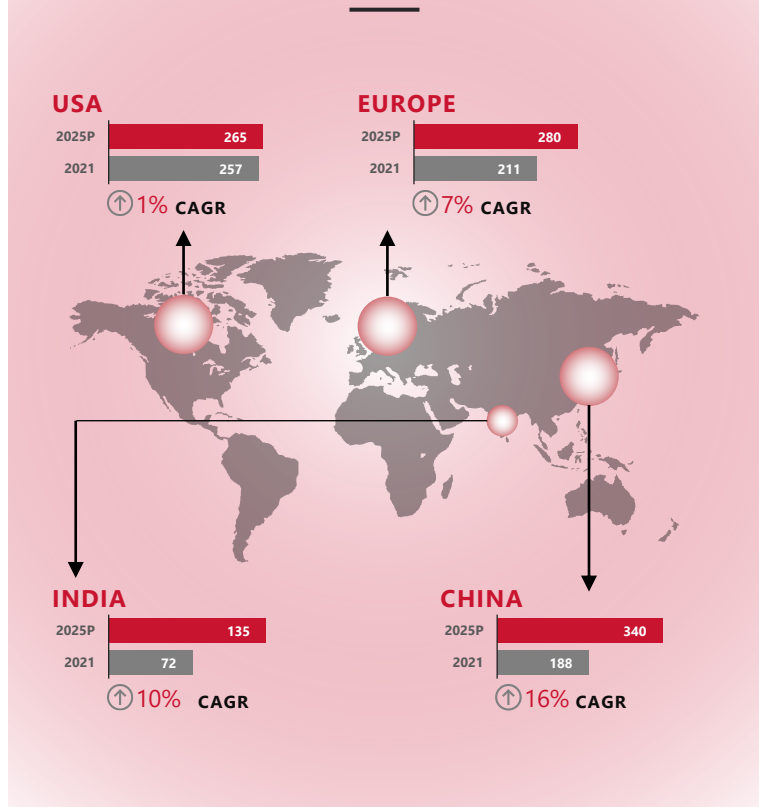 USA
2025P 265
2021 257
1% CAGR
EUROPE
2025P 280
2021 211
7% CAGR
INDIA
2025P 135
2021 72
10% CAGR
CHINA
2025P 340
2021 188
16% CAGR